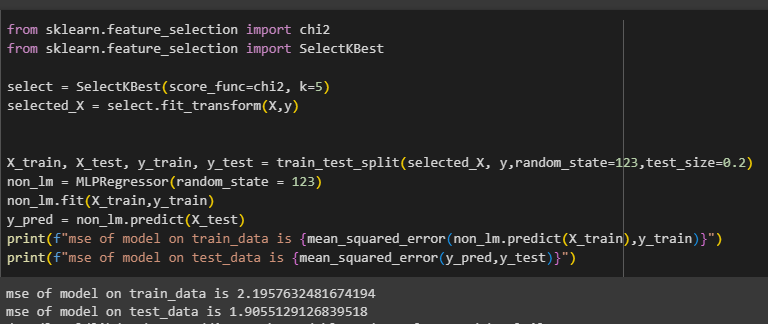 from sklearn.feature_selection import chi2
from sklearn.feature_selection import SelectKBest
select = SelectKBest(score_func=chi2, k=5)
selected_X = select.fit_transform(X,y)
X_train, X_test, y_train, y_test = train_test_split(selected_X, y,random_state=123,test_size=0.2)
non_lm = MLPRegressor(random_state = 123)
non_lm.fit(X_train,y_train)
y_pred = non_lm.predict(X_test)
print(f"mse of model on train_data is {mean_squared_error(non_lm.predict(X_train),y_train)}")
print(f"mse of model on test_data is {mean_squared_error(y_pred,y_test)}")
mse of model on train_data is 2.1957632481674194
mse of model on test_data is 1.9055129126839518